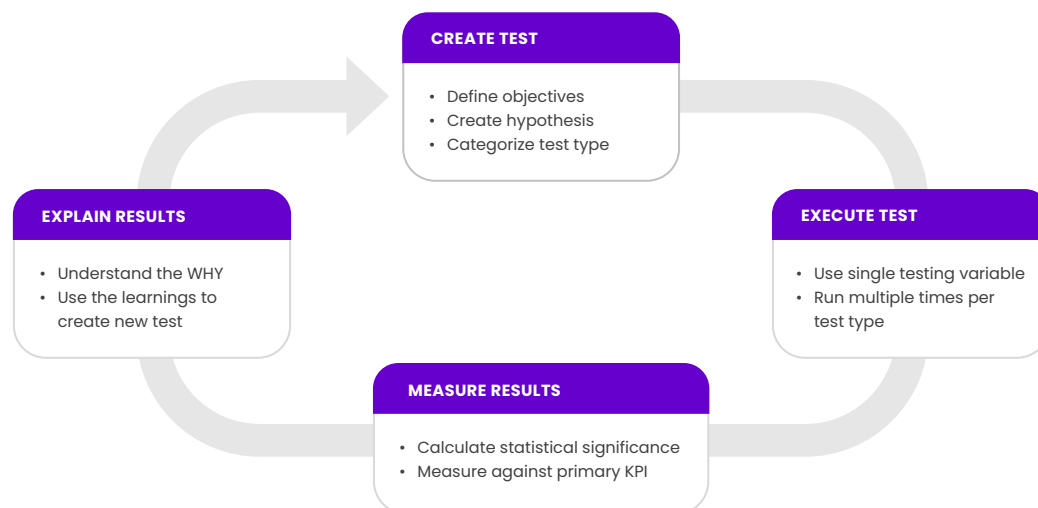 CREATE TEST
• Define objectives
• Create hypothesis
• Categorize test type
EXECUTE TEST
• Use single testing variable
• Run multiple times per
test type
MEASURE RESULTS
• Calculate statistical significance
• Measure against primary KPI
EXPLAIN RESULTS
• Understand the WHY
• Use the learnings to
create new test